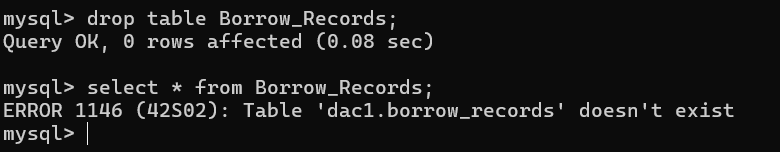 mysql> drop table Borrow_Records;
Query OK, 0 rows affected (0.08 sec)
mysql> select * from Borrow_Records;
ERROR 1146 (42S02): Table 'dac1.borrow_records' doesn't exist
mysql>